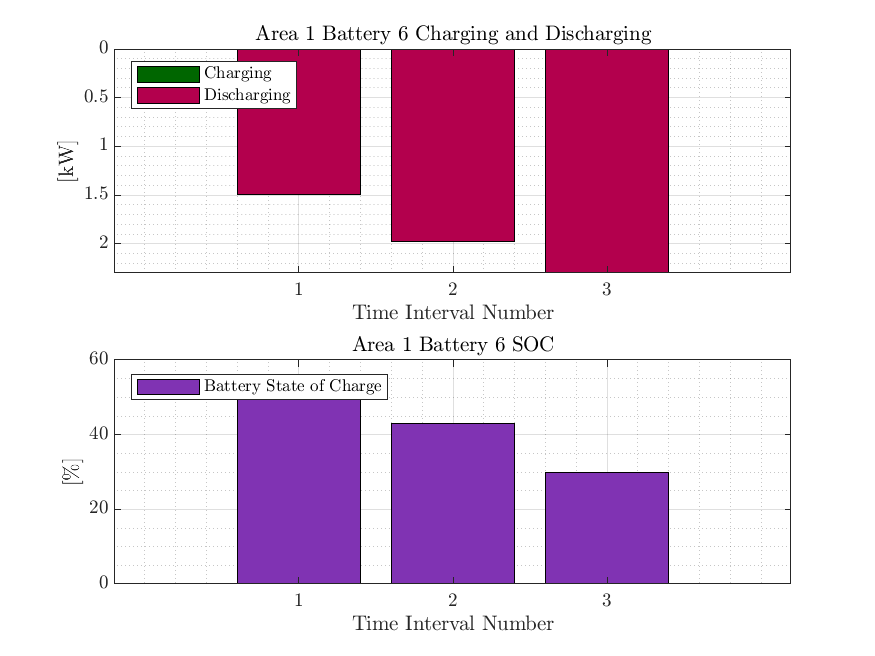 Area 1 Battery 6 Charging and Discharging
0
0.5
1
1.5
2
[kW]
Charging
Discharging
1 2 3
Time Interval Number
Area 1 Battery 6 SOC
60
40
20
0
[%]
Battery State of Charge
1 2 3
Time Interval Number